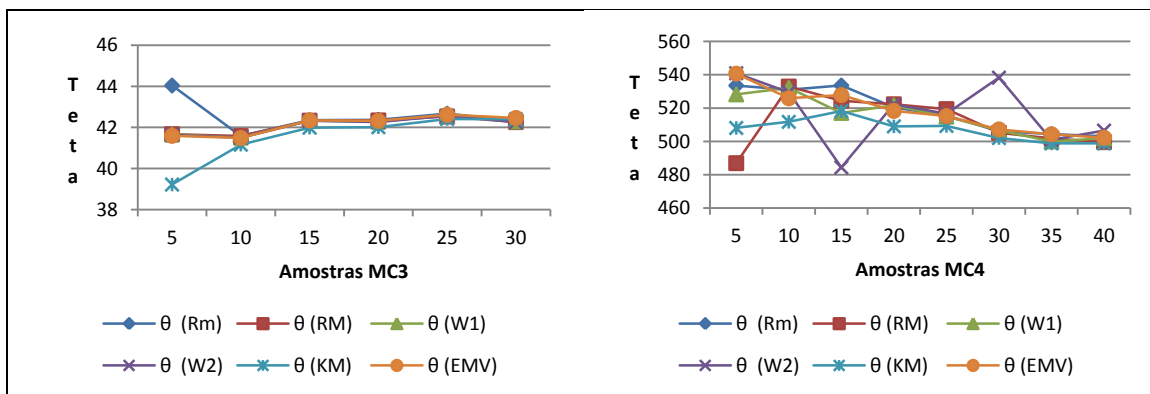 46
44
42
40
38
T
e
t
a
5 10 15 20 25 30
Amostras MC3
θ (Rm) θ (RM) θ (W1)
θ (W2) θ (KM) θ (EMV)
560
540
520
500
480
460
T
e
t
a
5 10 15 20 25 30 35 40
Amostras MC4
θ (Rm) θ (RM) θ (W1)
θ (W2) θ (KM) θ (EMV)